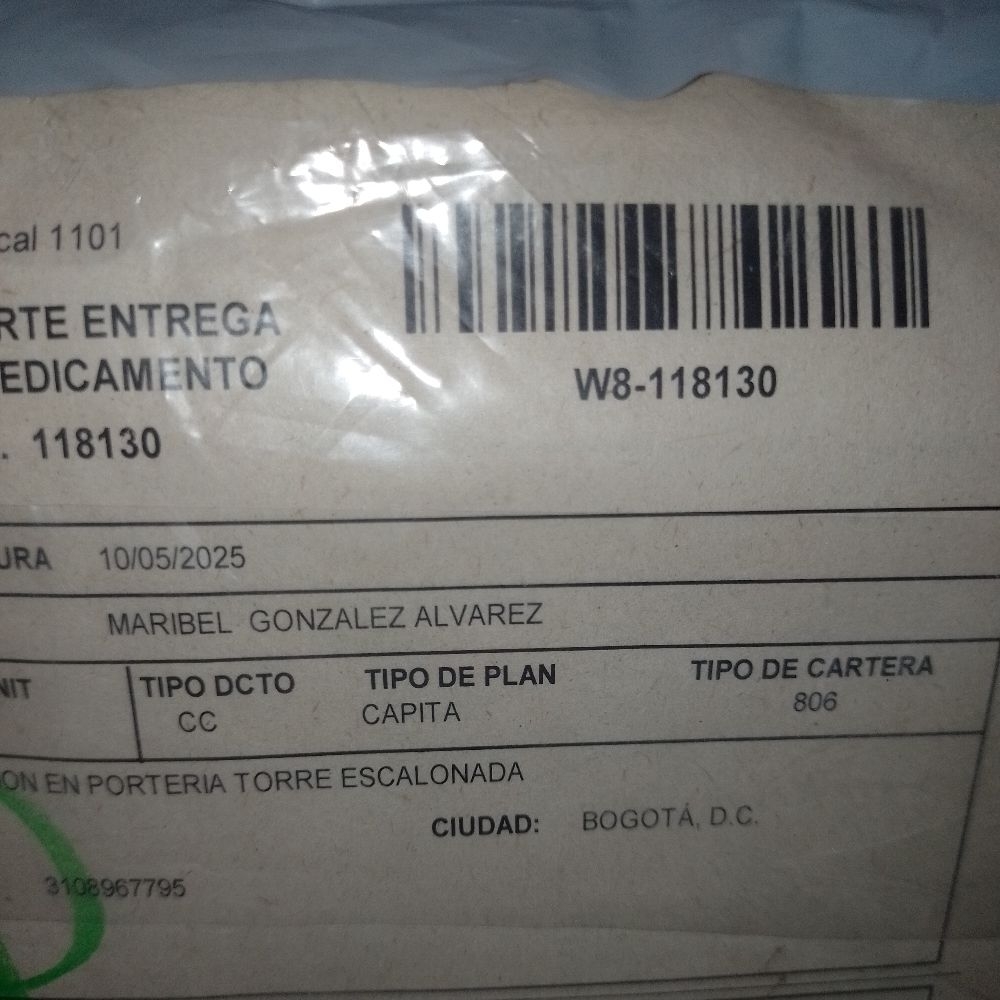 cal 1101
RTE ENTREGA
EDICAMENTO
W8-118130
. 118130
URA 10/05/2025
MARIBEL GONZALEZ ALVAREZ
NIT TIPO DCTO TIPO DE PLAN TIPO DE CARTERA
CC CAPITA 806
ON EN PORTERIA TORRE ESCALONADA
CIUDAD: BOGOTÁ, D.C.
3108967795